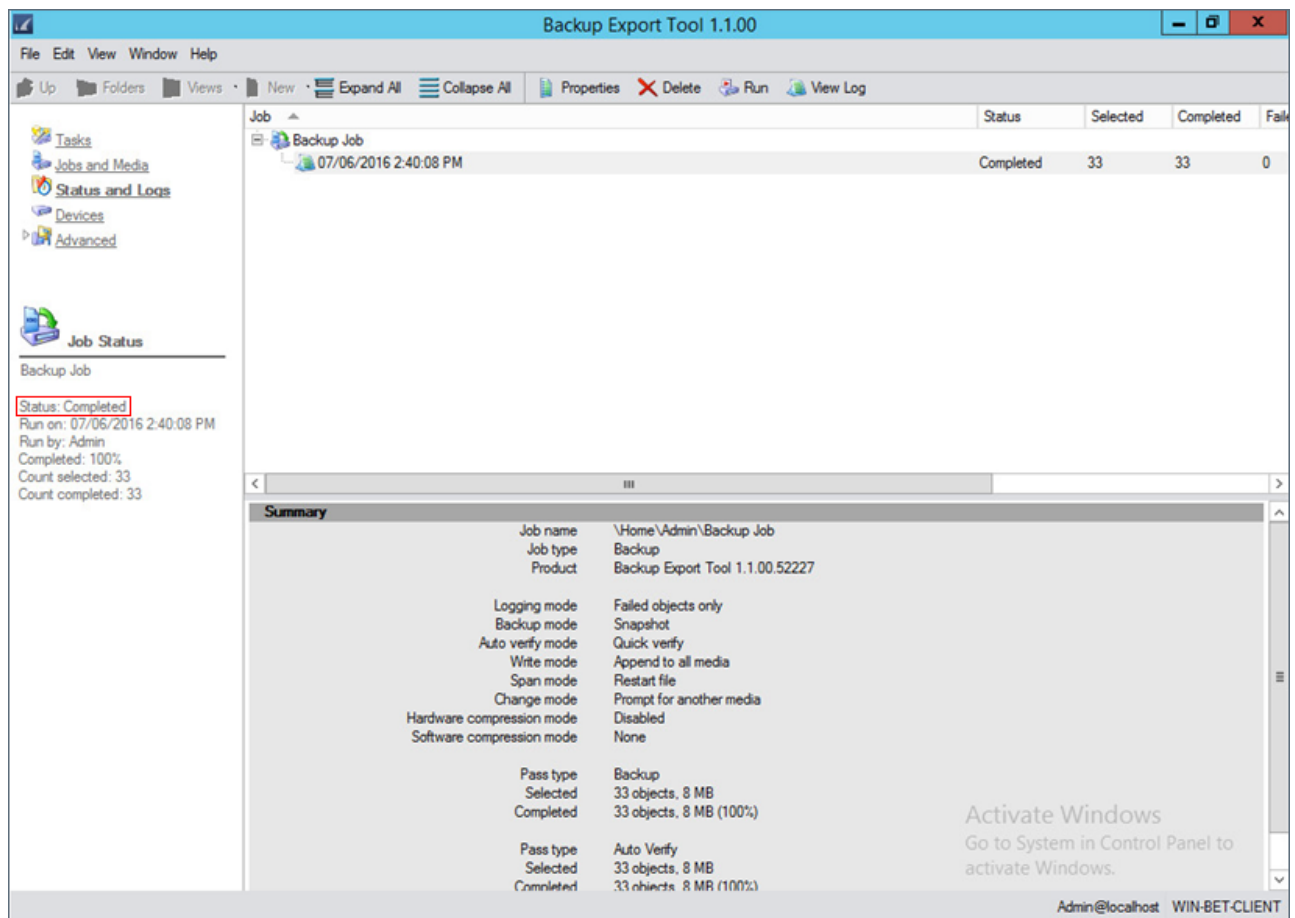 Backup Export Tool 1.1.00
File Edit View Window Help
Up Folders Views New Expand All Collapse All Properties Delete Run View Log
Tasks
Jobs and Media
Status and Logs
Devices
Advanced
Job Status
Backup Job
Status: Completed
Run on: 07/06/2016 2:40:08 PM
Run by: Admin
Completed: 100%
Count selected: 33
Count completed: 33
Job Status Selected Completed Faile
Backup Job
07/06/2016 2:40:08 PM Completed 33 33 0
Summary
Job name \Home\Admin\Backup Job
Job type Backup
Product Backup Export Tool 1.1.00.52227
Logging mode Failed objects only
Backup mode Snapshot
Auto verify mode Quick verify
Write mode Append to all media
Span mode Restart file
Change mode Prompt for another media
Hardware compression mode Disabled
Software compression mode None
Pass type Backup
Selected 33 objects, 8 MB
Completed 33 objects, 8 MB (100%)
Pass type Auto Verify
Selected 33 objects, 8 MB
Completed 33 objects, 8 MB (100%)
Activate Windows
Go to System in Control Panel to
activate Windows.
Admin@localhost WIN-BET-CLIENT